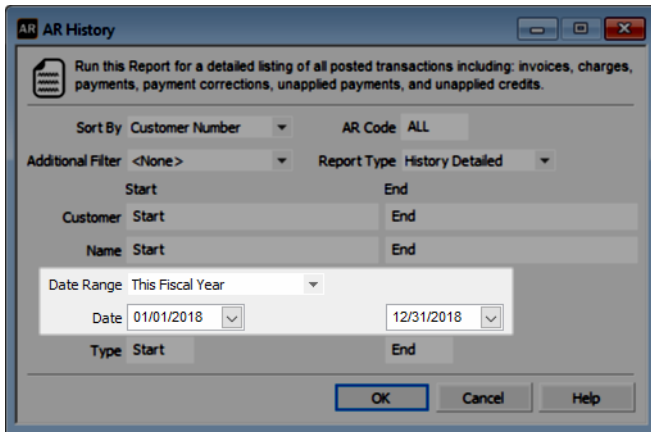 AR AR History
Run this Report for a detailed listing of all posted transactions including: invoices, charges,
payments, payment corrections, unapplied payments, and unapplied credits.
Sort By Customer Number AR Code ALL
Additional Filter <None> Report Type History Detailed
Start End
Customer Start End
Name Start End
Date Range This Fiscal Year
Date 01/01/2018 12/31/2018
Type Start End
OK Cancel Help